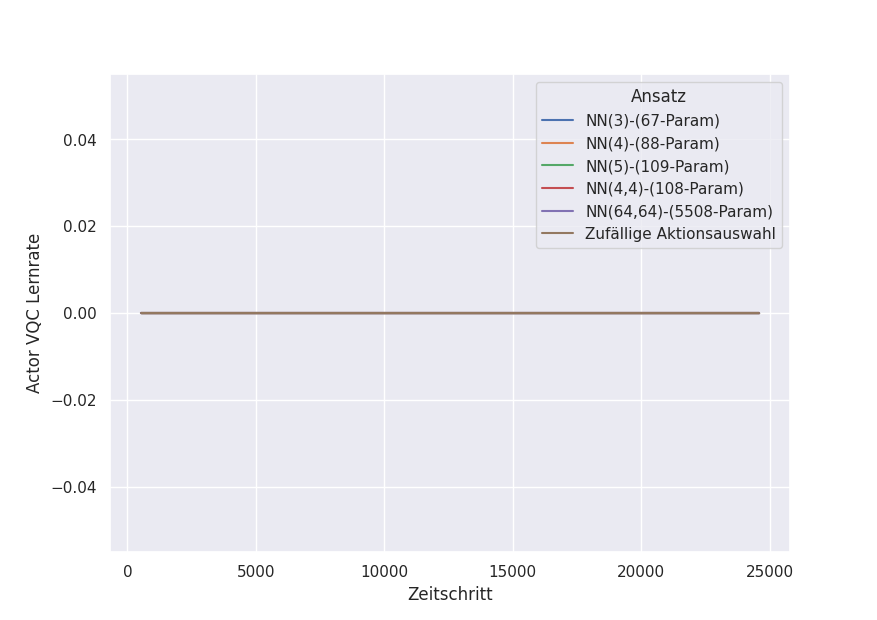 Ansatz
NN(3)-(67-Param)
NN(4)-(88-Param)
NN(5)-(109-Param)
NN(4,4)-(108-Param)
NN(64,64)-(5508-Param)
Zufällige Aktionsauswahl
Actor VQC Lernrate
0.04
0.02
0.00
−0.02
−0.04
0 5000 10000 15000 20000 25000
Zeitschritt